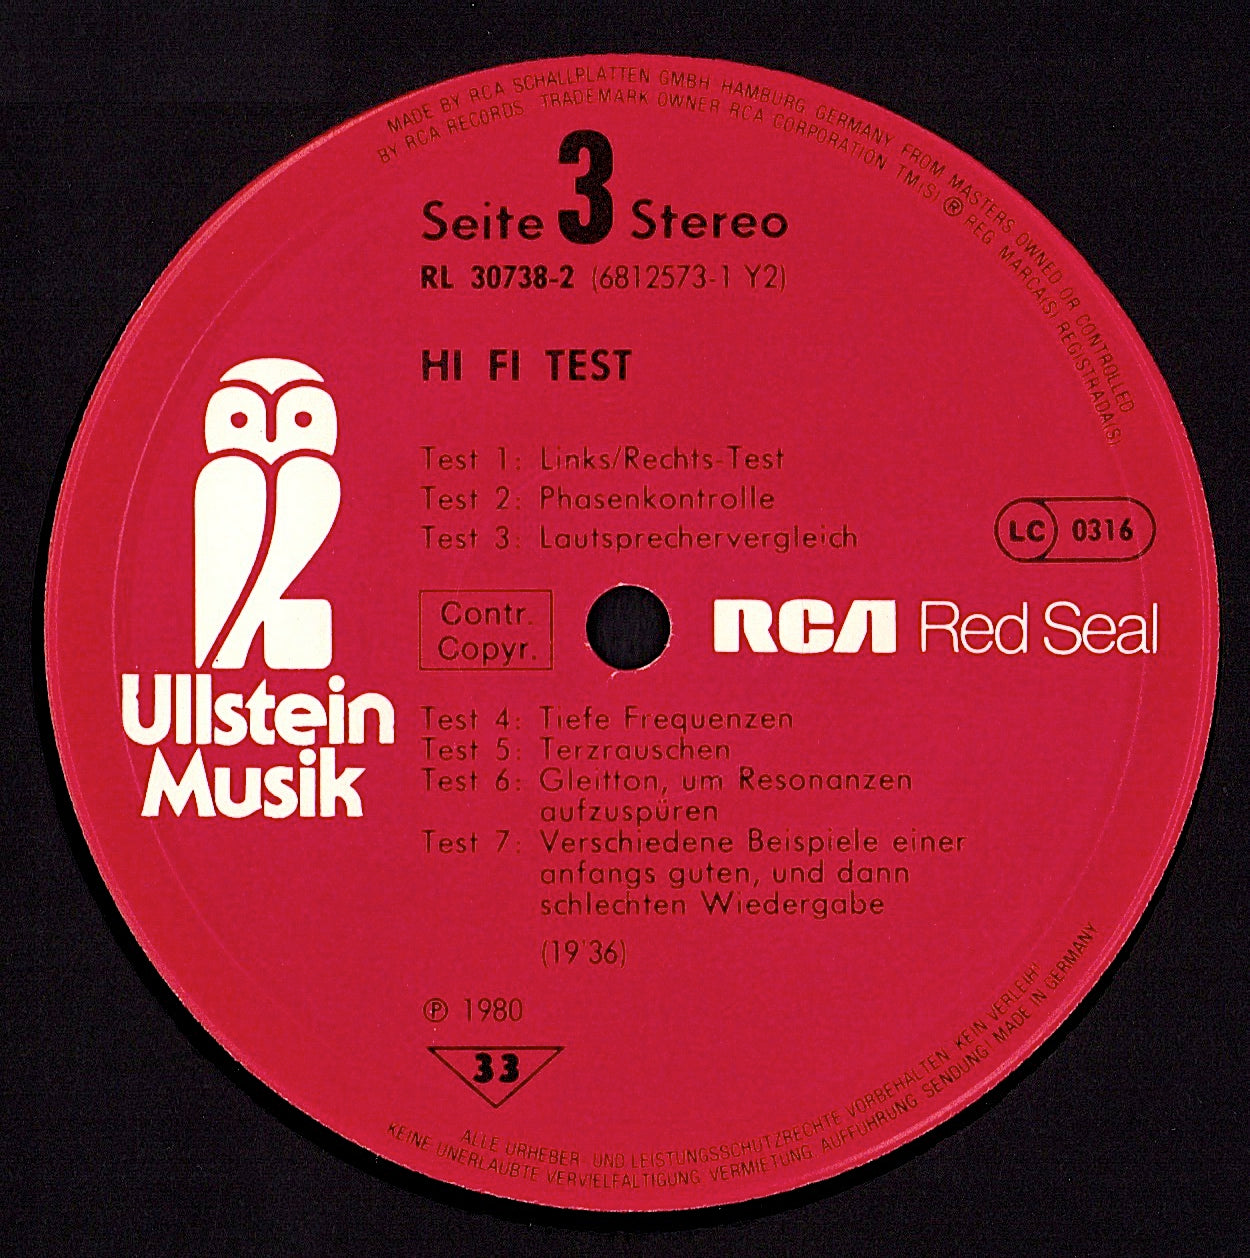 MADE BY RCA SCHALLPLATTEN GMBH HAMBURG GERMANY FROM MASTERS OWNED OR CONTROLLED
BY RCA RECORDS TRADEMARK OWNER RCA CORPORATION TM(S) ® REG. MARCA(S) REGISTRADA(S)
Seite 3 Stereo
RL 30738-2 (6812573-1 Y2)
HI FI TEST
Test 1: Links/Rechts-Test
Test 2: Phasenkontrolle
Test 3: Lautsprechervergleich
LC 0316
Contr.
Copyr.
RCA Red Seal
Ullstein
Musik
Test 4: Tiefe Frequenzen
Test 5: Terzrauschen
Test 6: Gleitton, um Resonanzen
aufzuspüren
Test 7: Verschiedene Beispiele einer
anfangs guten, und dann
schlechten Wiedergabe
(19'36)
℗ 1980
33
ALLE URHEBER- UND LEISTUNGSSCHUTZRECHTE VORBEHALTEN KEIN VERLEIH!
KEINE UNERLAUBTE VERVIELFALTIGUNG, VERMIETUNG, AUFFÜHRUNG, SENDUNG! MADE IN GERMANY